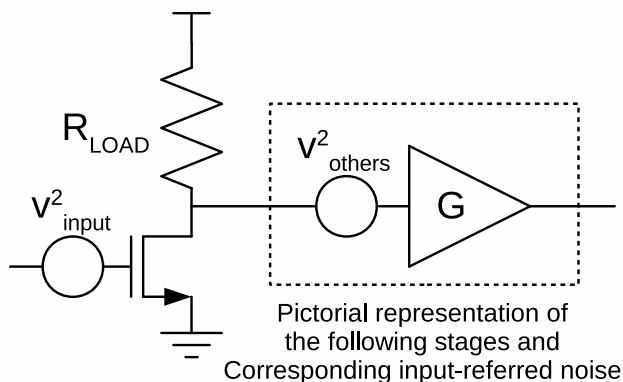 R_LOAD
v²_input
v²_others
G
Pictorial representation of
the following stages and
Corresponding input-referred noise